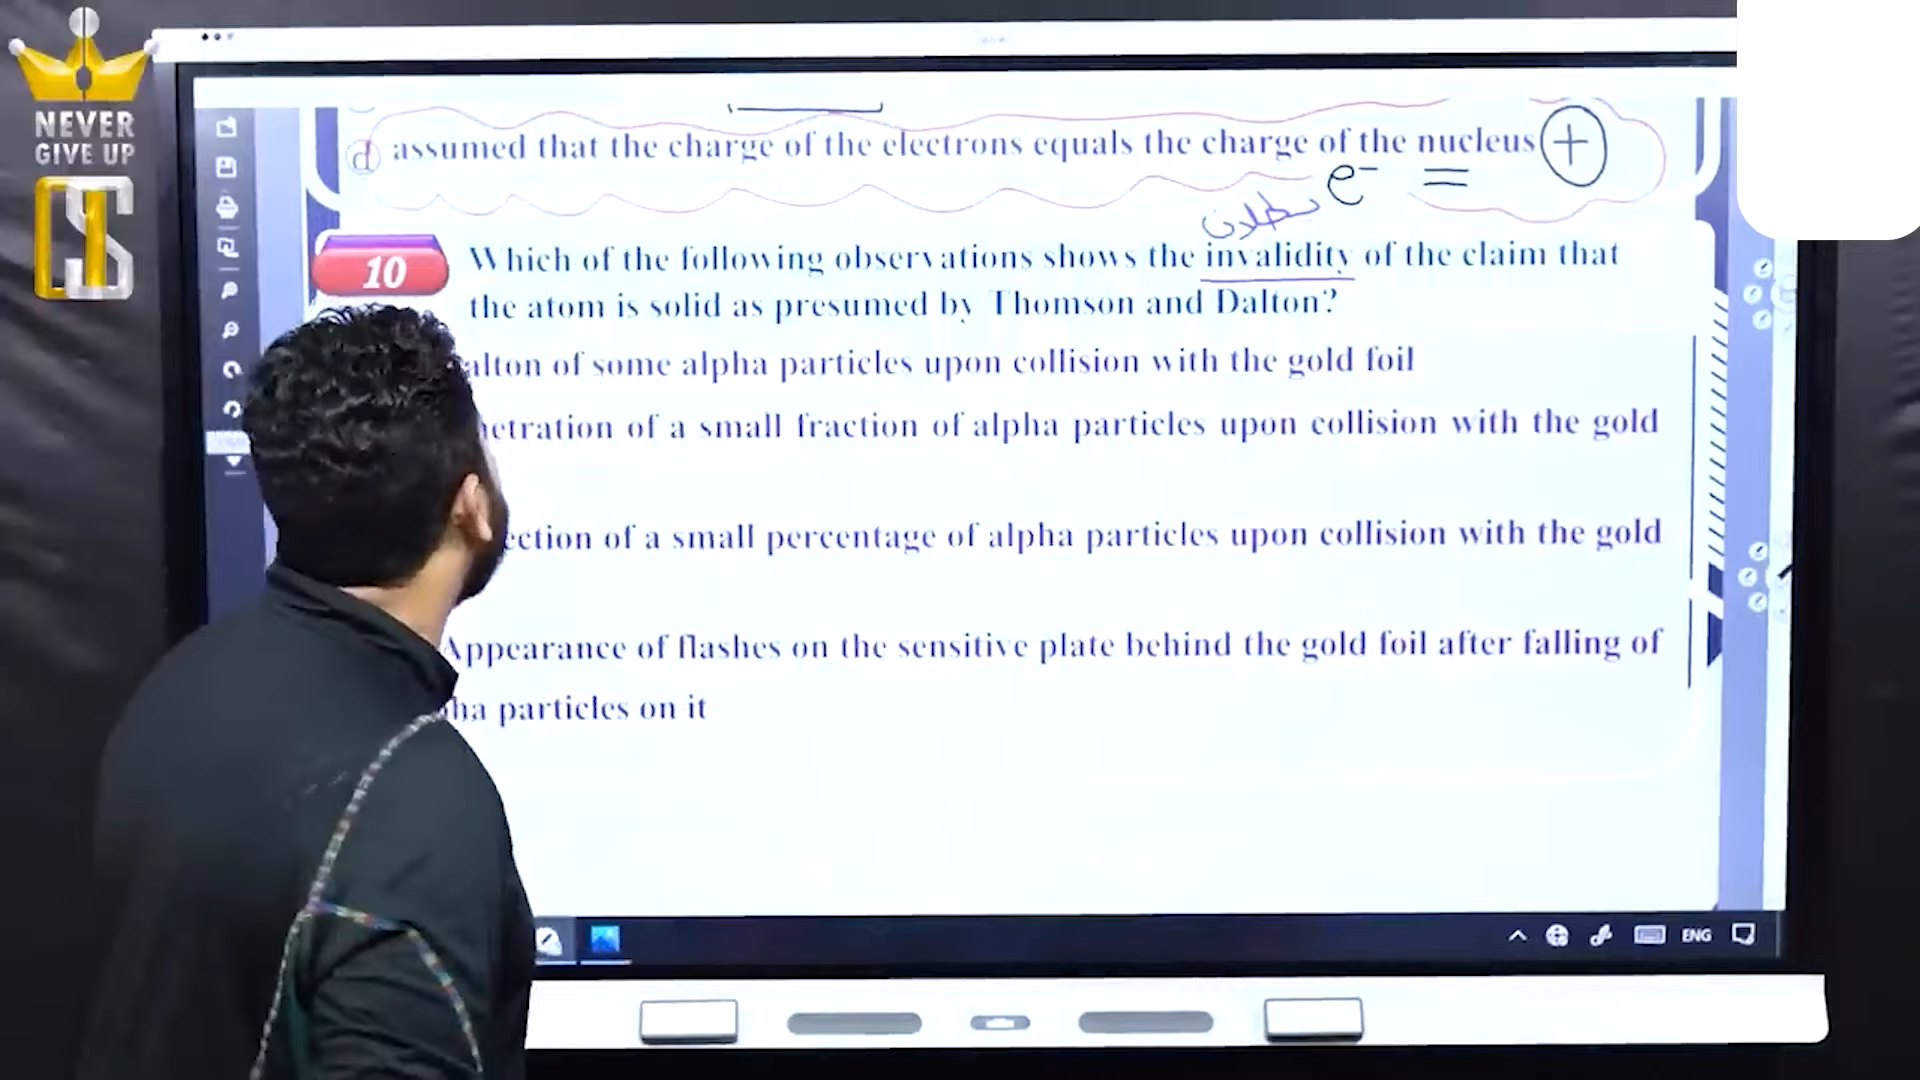 NEVER
GIVE UP
CS
d assumed that the charge of the electrons equals the charge of the nucleus +
e⁻ =
بطلان
10 Which of the following observations shows the invalidity of the claim that
the atom is solid as presumed by Thomson and Dalton?
alton of some alpha particles upon collision with the gold foil
netration of a small fraction of alpha particles upon collision with the gold
ection of a small percentage of alpha particles upon collision with the gold
Appearance of flashes on the sensitive plate behind the gold foil after falling of
ha particles on it
ENG